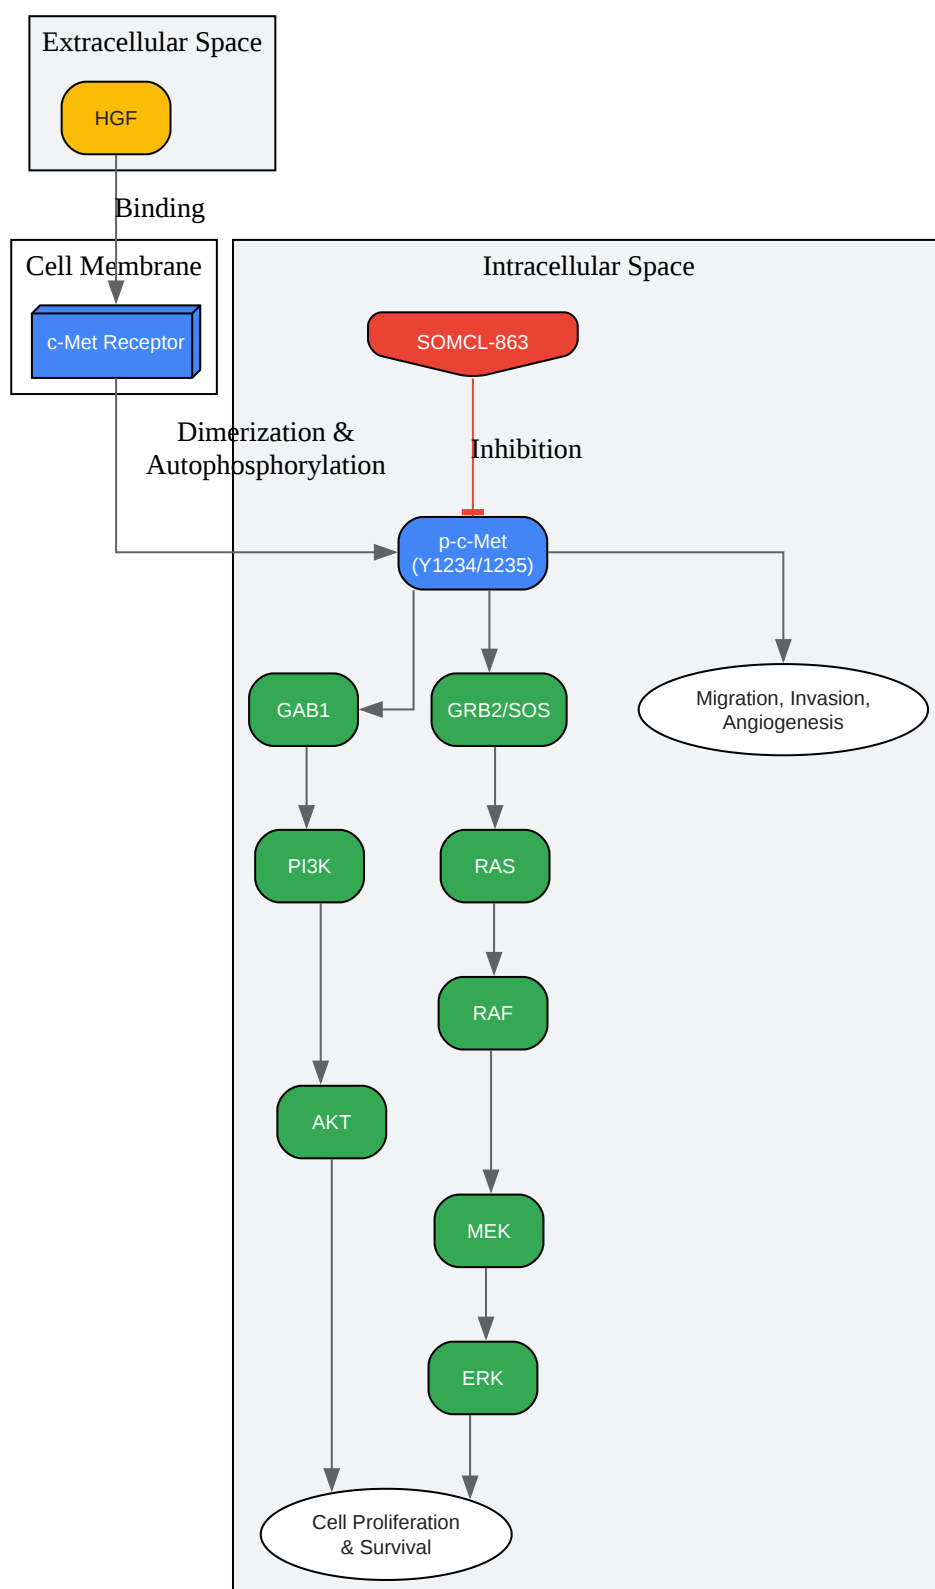 Extracellular Space
HGF
Binding
Cell Membrane
c-Met Receptor
Intracellular Space
SOMCL-863
Dimerization &
Autophosphorylation
Inhibition
p-c-Met
(Y1234/1235)
GAB1
GRB2/SOS
Migration, Invasion,
Angiogenesis
PI3K
RAS
RAF
AKT
MEK
ERK
Cell Proliferation
& Survival